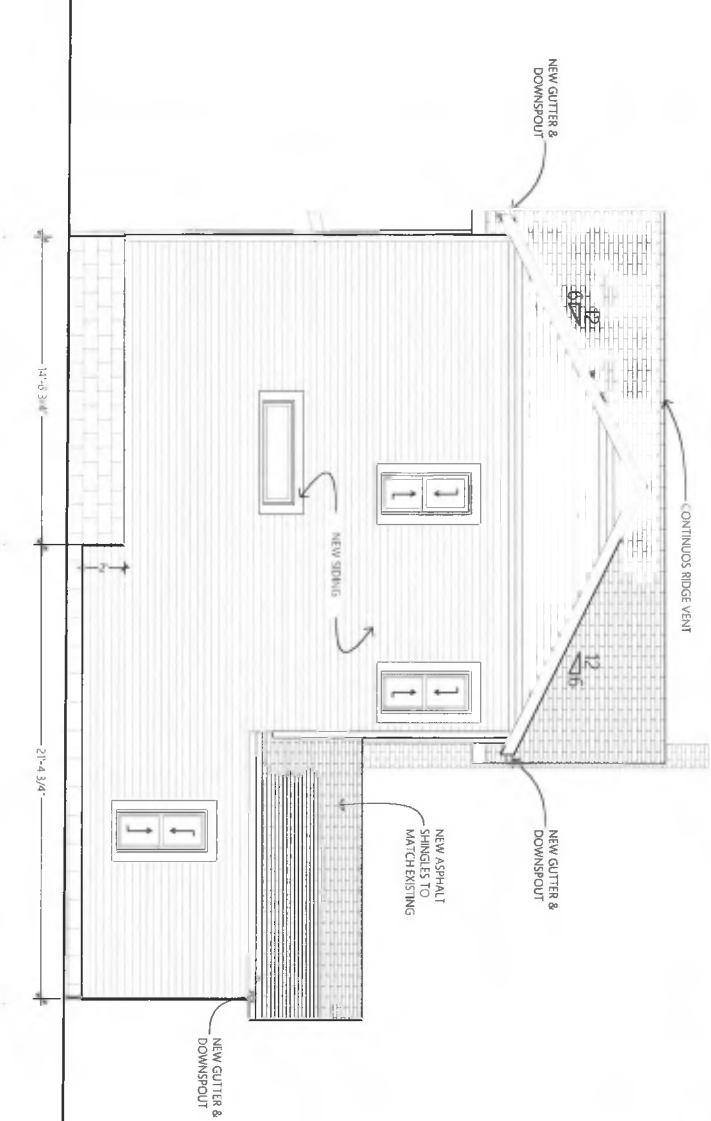 CONTINUOS RIDGE VENT
NEW GUTTER &
DOWNSPOUT
12
6
12
6
NEW GUTTER &
DOWNSPOUT
NEW ASPHALT
SHINGLES TO
MATCH EXISTING
NEW SIDING
NEW GUTTER &
DOWNSPOUT
2'
21'-4 3/4"